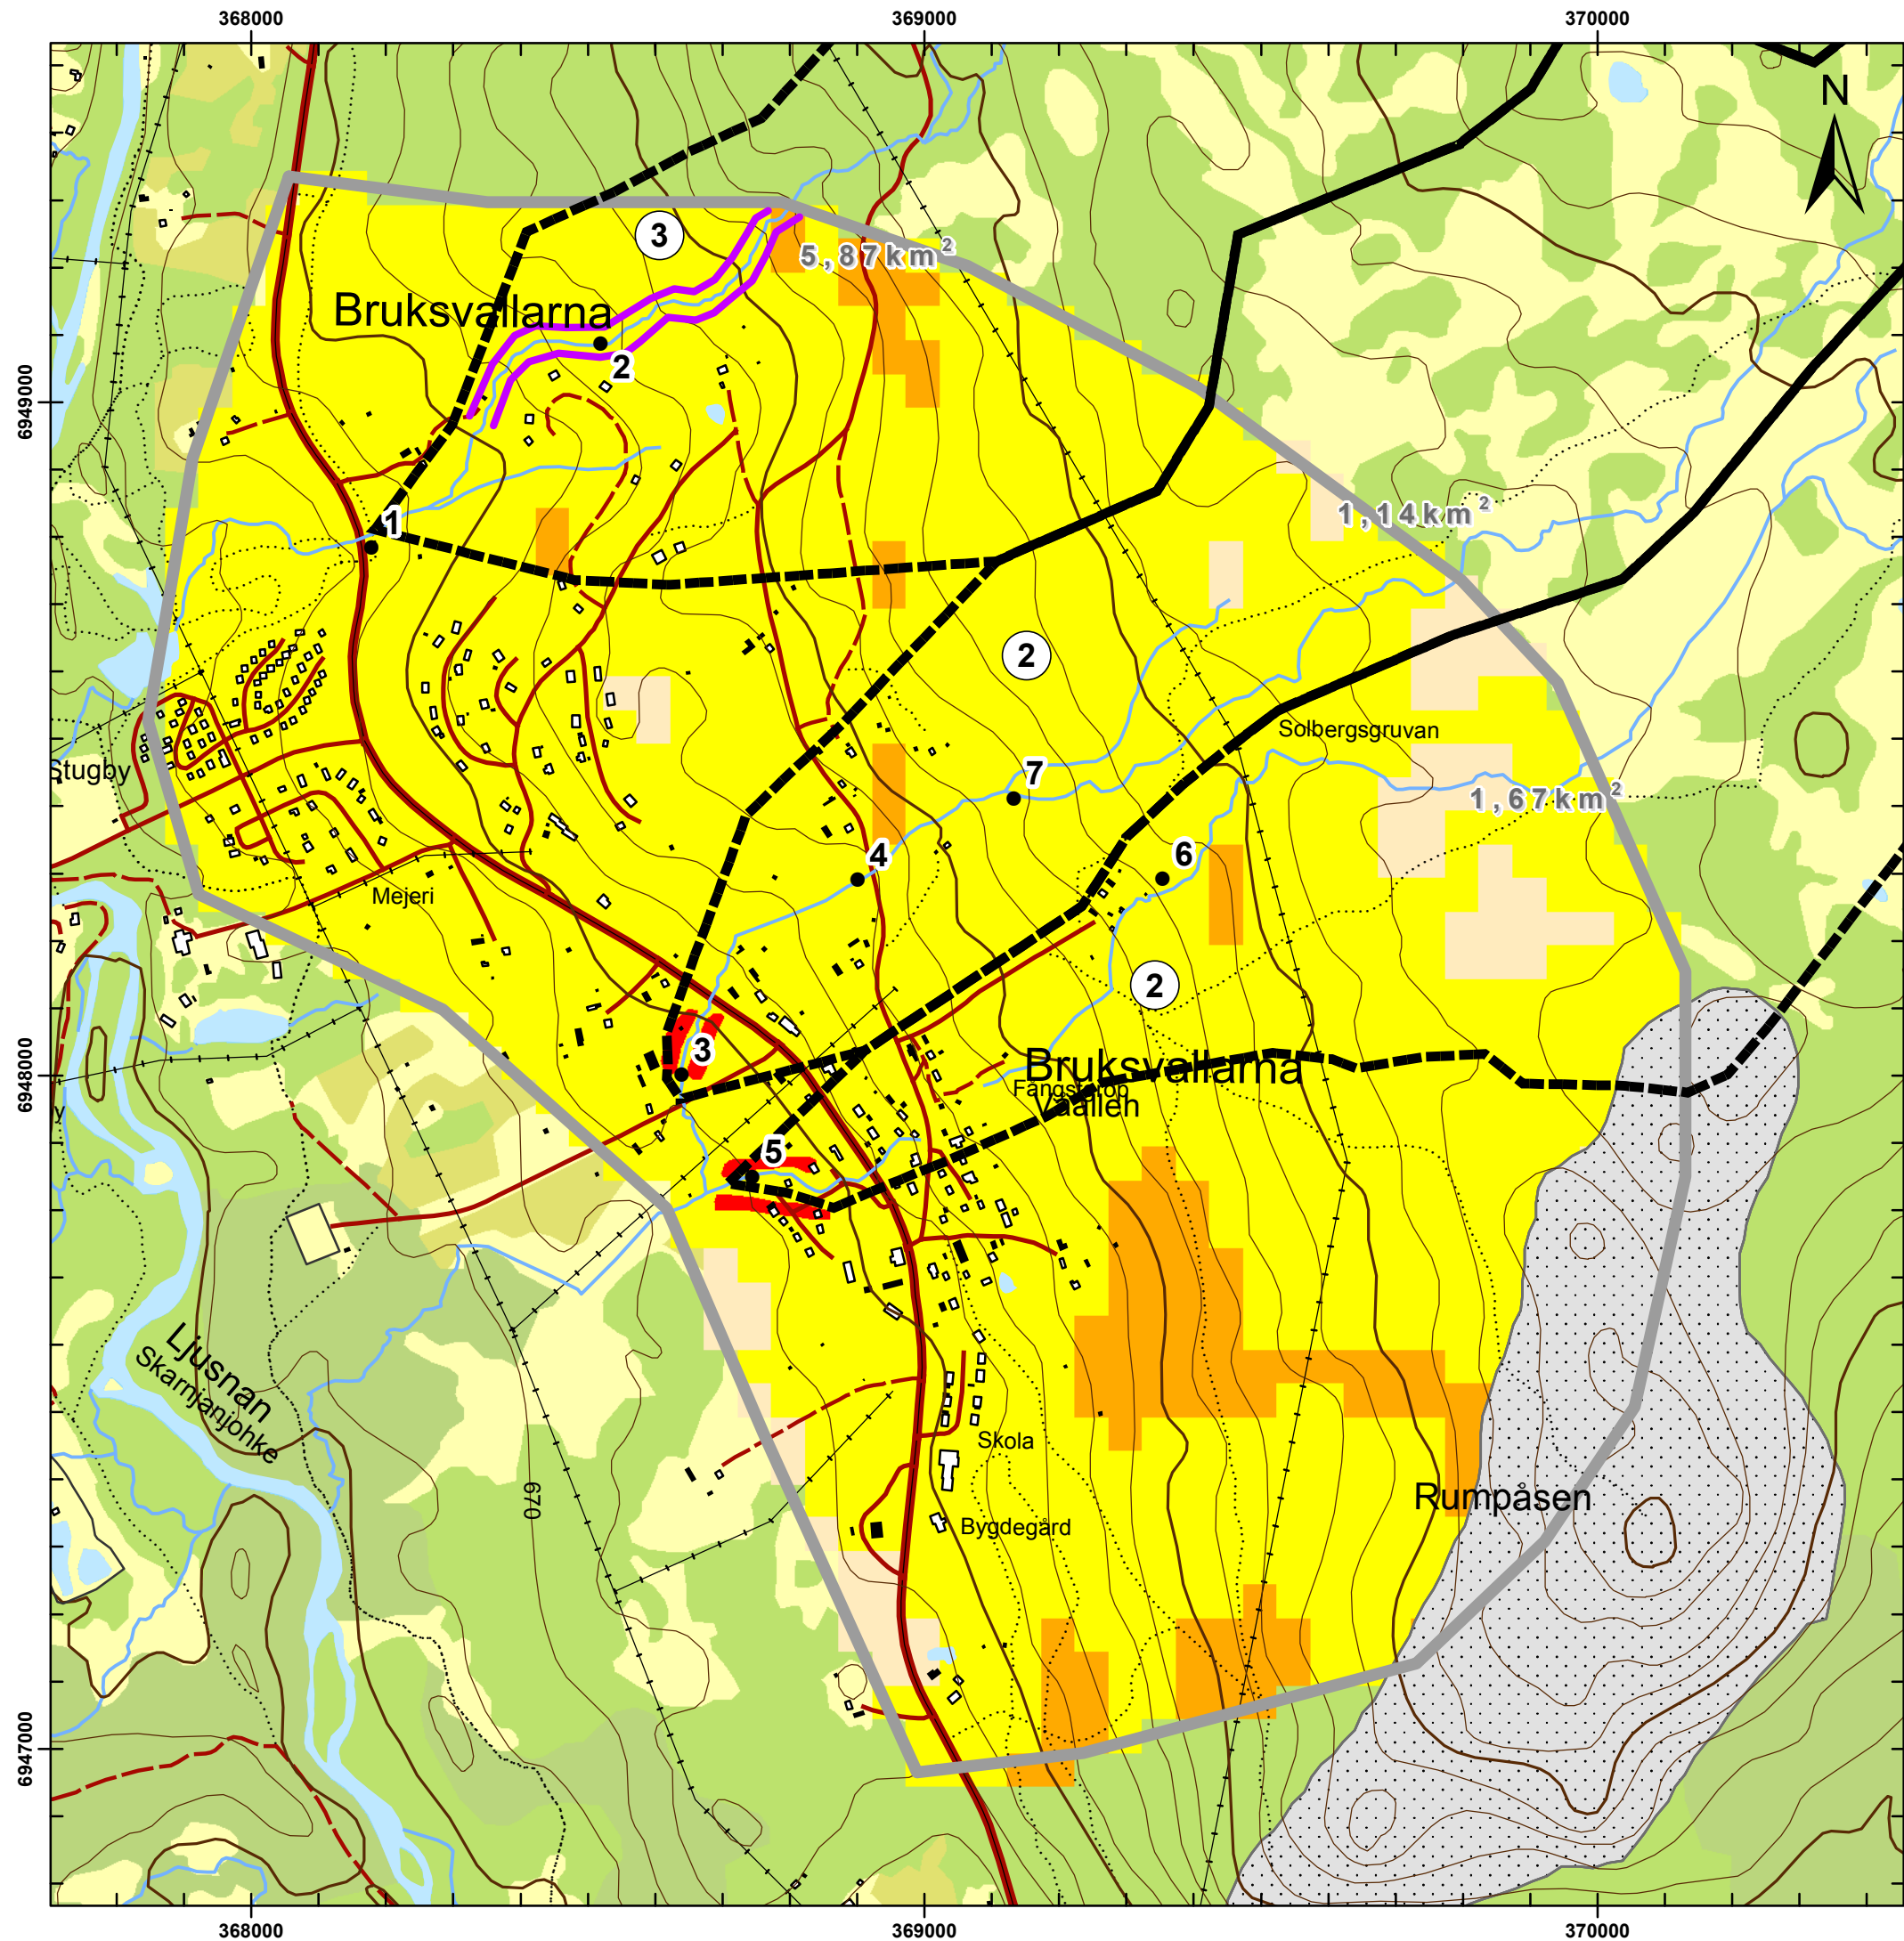 368000
369000
370000
N
3
5,87km²
Bruksvallarna
2
6949000
1
1,14km²
2
Solbergsgruvan
Stugby
7
1,67km²
4
6
Mejeri
2
3
Bruksvallarna
6948000
Fångstgrop
Vaallen
y
5
Ljusnan
Skarnjanjohke
Skola
670
Rumpåsen
Bygdegård
6947000
368000
369000
370000